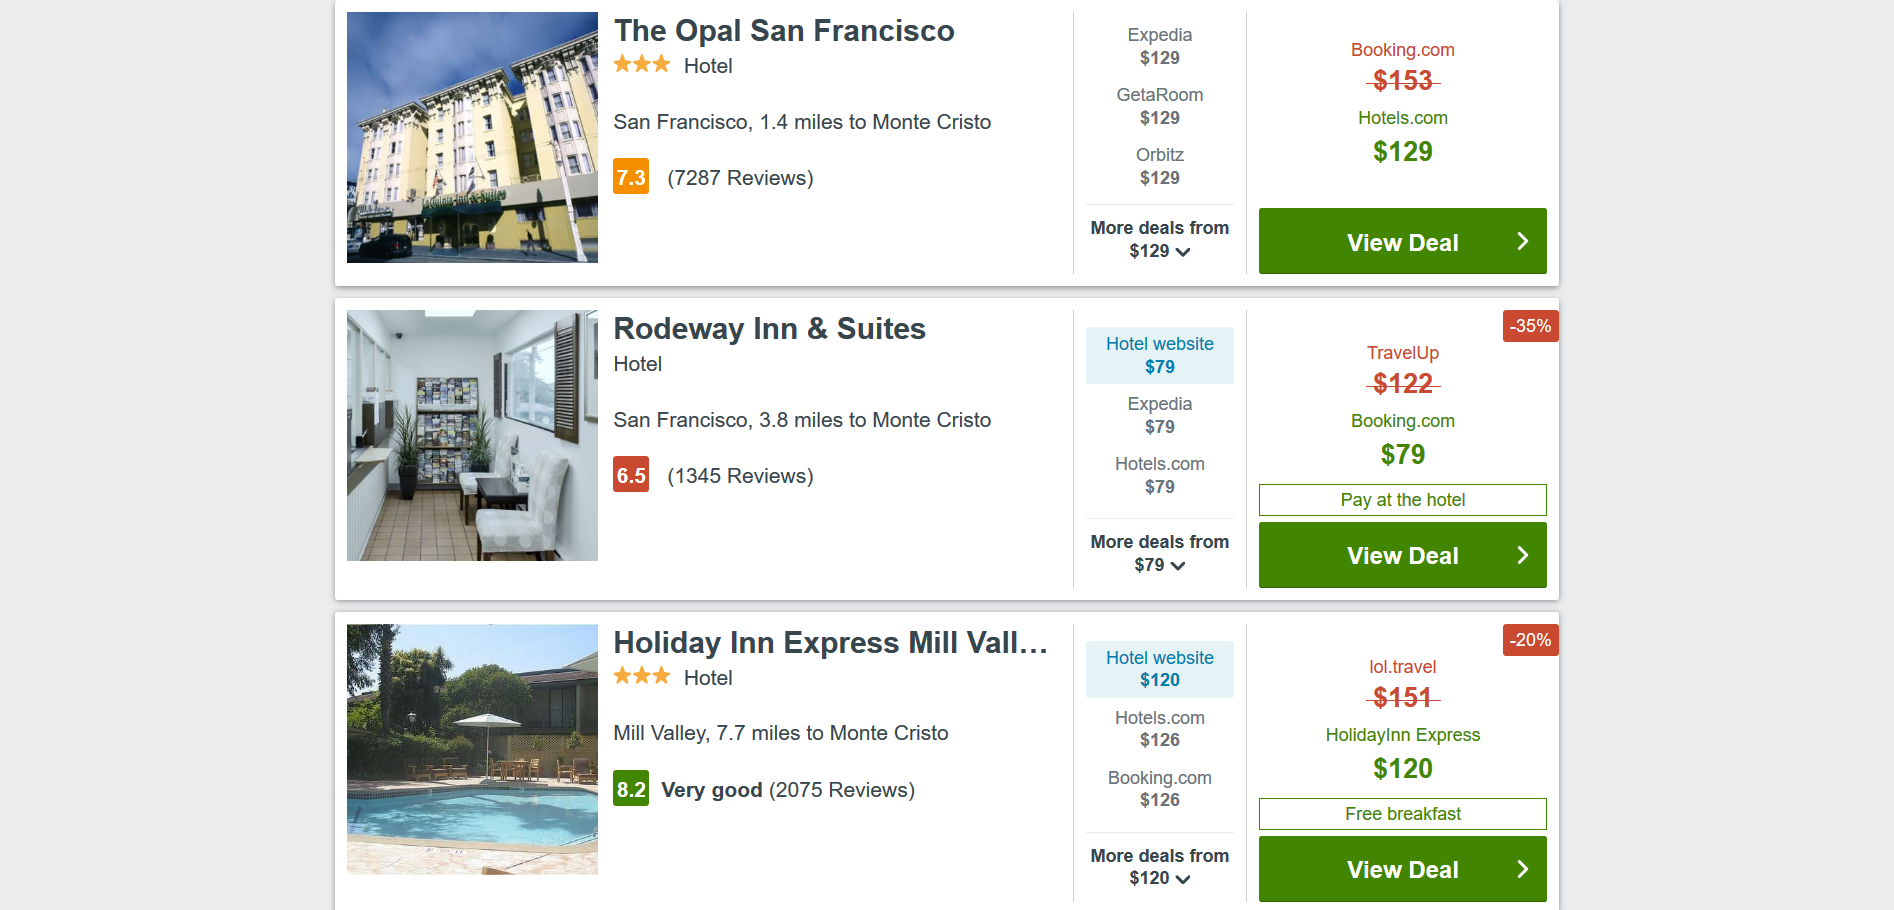 The Opal San Francisco
Hotel
San Francisco, 1.4 miles to Monte Cristo
7.3 (7287 Reviews)
Expedia
$129
GetaRoom
$129
Orbitz
$129
More deals from
$129
Booking.com
$153
Hotels.com
$129
View Deal
Rodeway Inn & Suites
Hotel
San Francisco, 3.8 miles to Monte Cristo
6.5 (1345 Reviews)
Hotel website
$79
Expedia
$79
Hotels.com
$79
More deals from
$79
-35%
TravelUp
$122
Booking.com
$79
Pay at the hotel
View Deal
Holiday Inn Express Mill Vall...
Hotel
Mill Valley, 7.7 miles to Monte Cristo
8.2 Very good (2075 Reviews)
Hotel website
$120
Hotels.com
$126
Booking.com
$126
More deals from
$120
-20%
lol.travel
$151
HolidayInn Express
$120
Free breakfast
View Deal